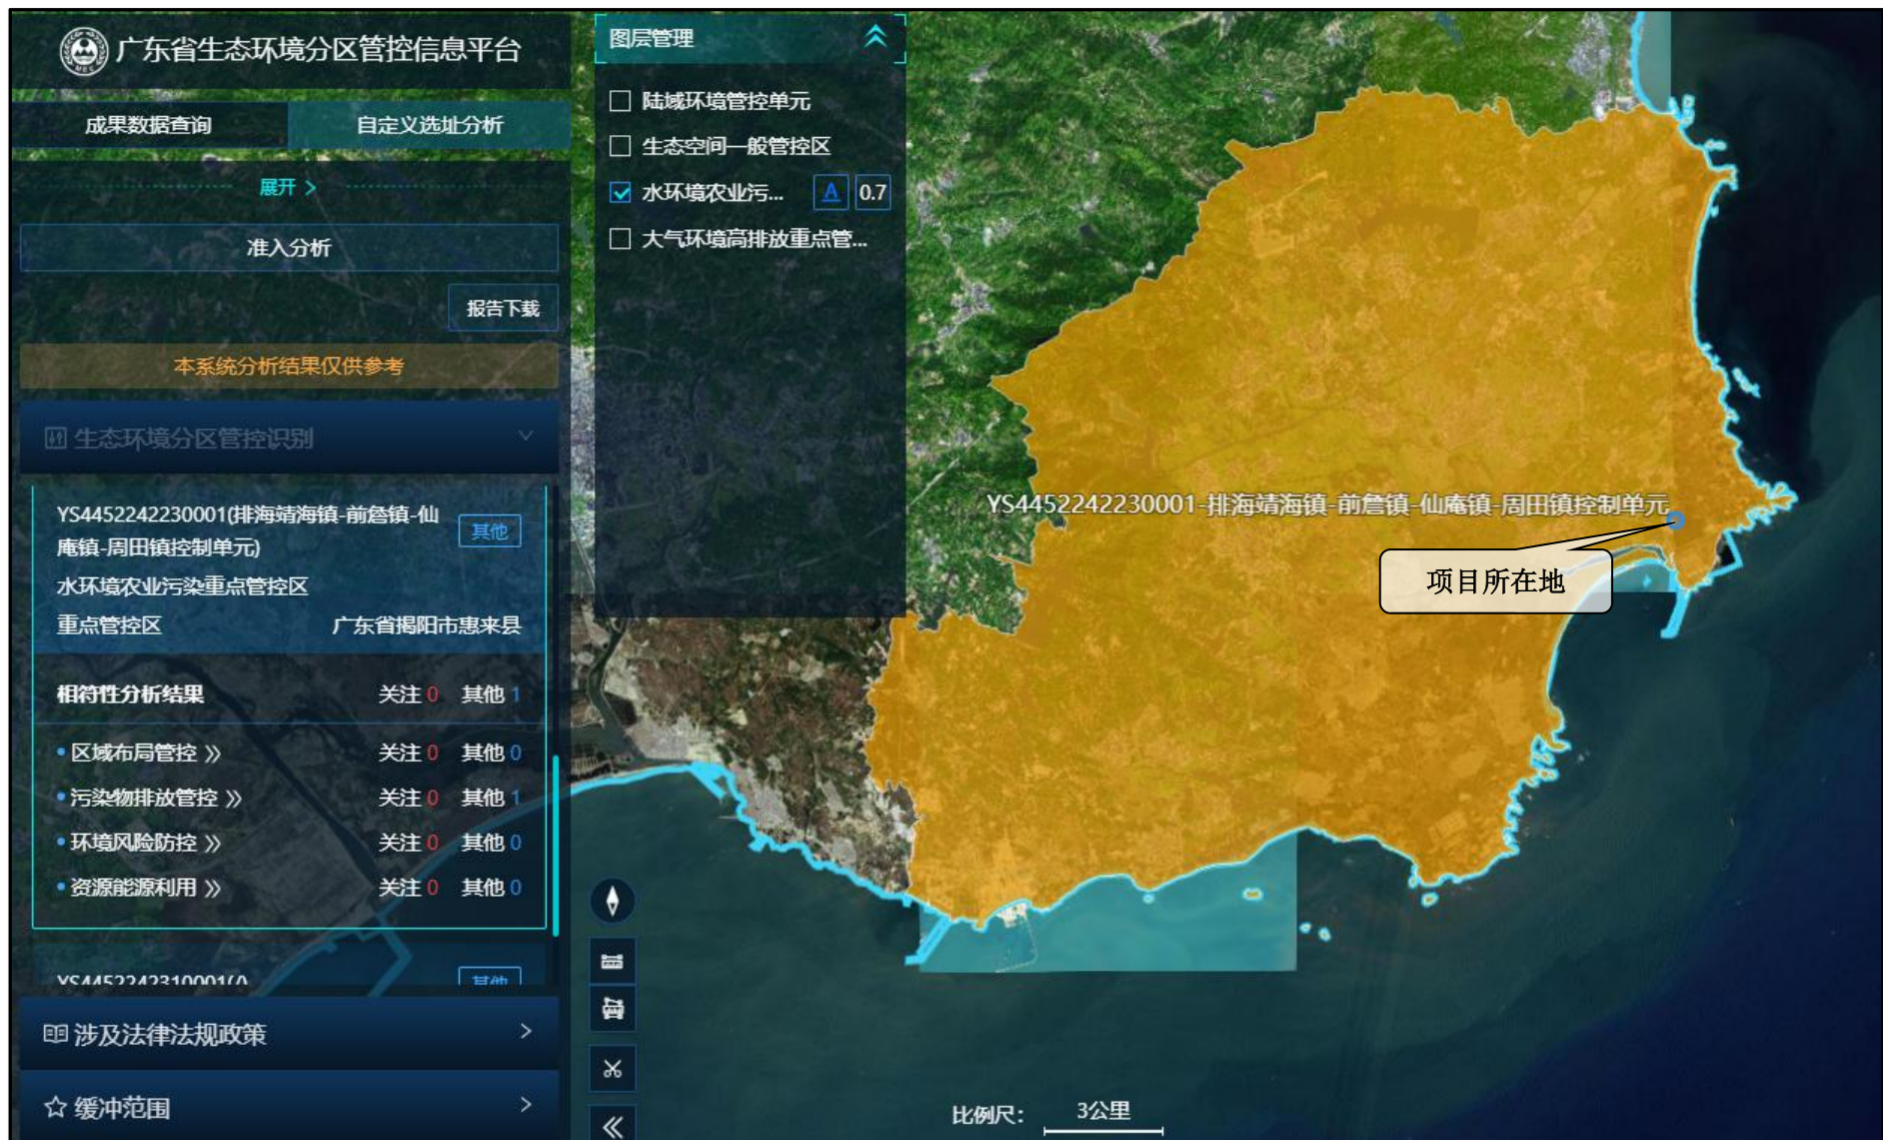 广东省生态环境分区管控信息平台
成果数据查询
自定义选址分析
展开 >
准入分析
报告下载
本系统分析结果仅供参考
生态环境分区管控识别
YS4452242230001(排海靖海镇-前詹镇-仙
庵镇-周田镇控制单元)
其他
水环境农业污染重点管控区
重点管控区 广东省揭阳市惠来县
相符性分析结果 关注 0 其他 1
• 区域布局管控 » 关注 0 其他 0
• 污染物排放管控 » 关注 0 其他 1
• 环境风险防控 » 关注 0 其他 0
• 资源能源利用 » 关注 0 其他 0
涉及法律法规政策 >
缓冲范围 >
图层管理
陆域环境管控单元
生态空间一般管控区
水环境农业污... A 0.7
大气环境高排放重点管...
YS4452242230001-排海靖海镇-前詹镇-仙庵镇-周田镇控制单元
项目所在地
比例尺: 3公里